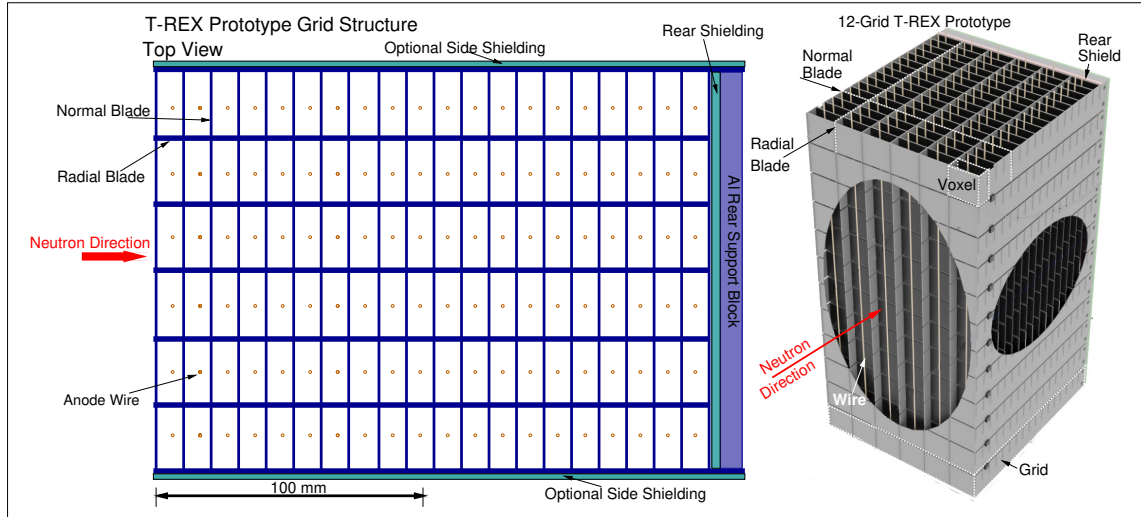 T-REX Prototype Grid Structure
Top View
Optional Side Shielding
Rear Shielding
Normal Blade
Radial Blade
Neutron Direction
Anode Wire
Al Rear Support Block
100 mm
Optional Side Shielding
12-Grid T-REX Prototype
Normal
Blade
Rear
Shield
Radial
Blade
Voxel
Neutron
Direction
Wire
Grid